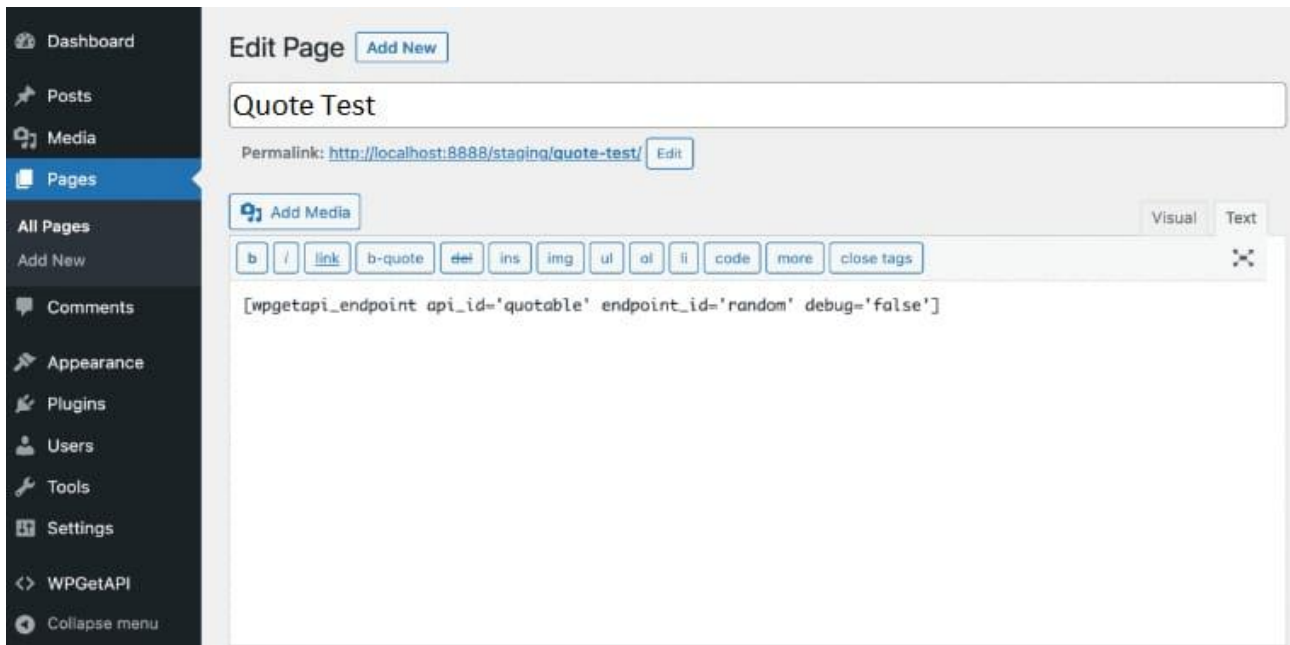 Dashboard
Posts
Media
Pages
All Pages
Add New
Comments
Appearance
Plugins
Users
Tools
Settings
<> WPGetAPI
Collapse menu
Edit Page Add New
Quote Test
Permalink: http://localhost:8888/staging/quote-test/ Edit
Add Media
Visual Text
b i link b-quote del ins img ul ol li code more close tags
[wpgetapi_endpoint api_id='quotable' endpoint_id='random' debug='false']